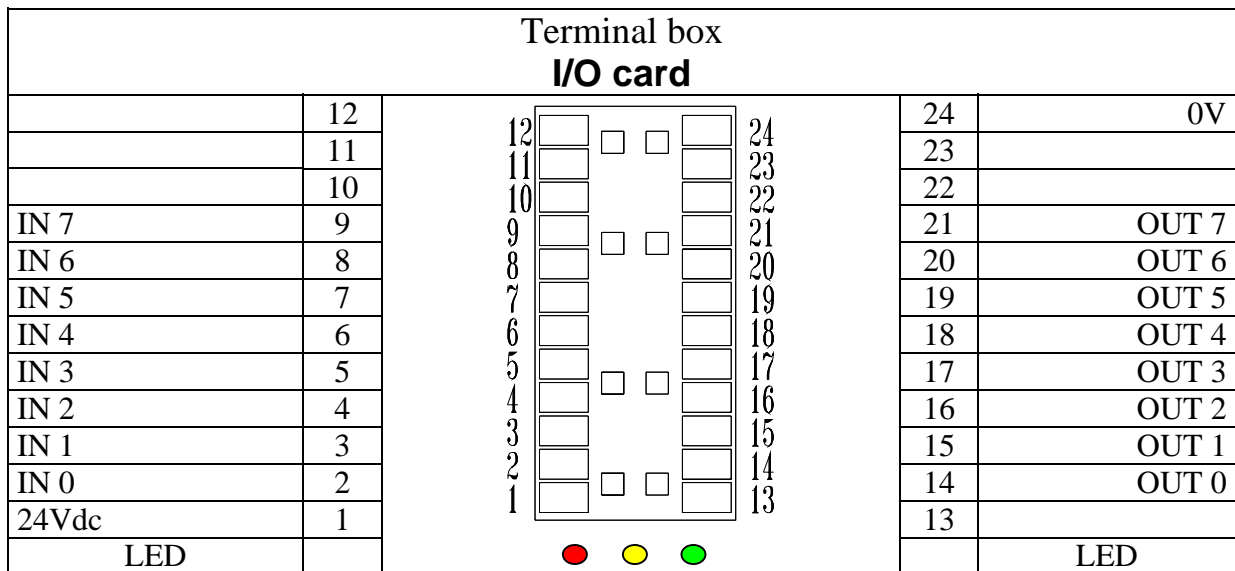 Terminal box
I/O card
12 12 24 24 0V
11 11 23 23
10 10 22 22
IN 7 9 9 21 21 OUT 7
IN 6 8 8 20 20 OUT 6
IN 5 7 7 19 19 OUT 5
IN 4 6 6 18 18 OUT 4
IN 3 5 5 17 17 OUT 3
IN 2 4 4 16 16 OUT 2
IN 1 3 3 15 15 OUT 1
IN 0 2 2 14 14 OUT 0
24Vdc 1 1 13 13
LED LED